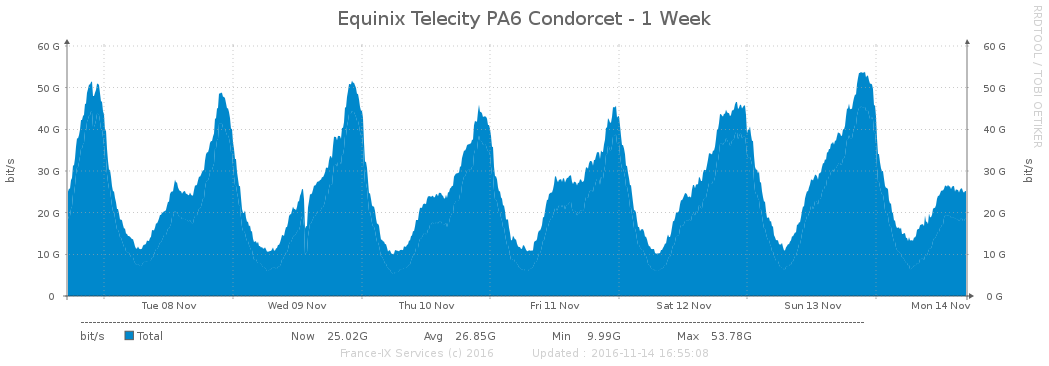 Equinix Telecity PA6 Condorcet - 1 Week
RRDTOOL / TOBI OETIKER
60 G 60 G
50 G 50 G
40 G 40 G
30 G 30 G
20 G 20 G
10 G 10 G
0 0 G
bit/s
bit/s
Tue 08 Nov Wed 09 Nov Thu 10 Nov Fri 11 Nov Sat 12 Nov Sun 13 Nov Mon 14 Nov
bit/s Total Now 25.02G Avg 26.85G Min 9.99G Max 53.78G
France-IX Services (c) 2016 Updated : 2016-11-14 16:55:08